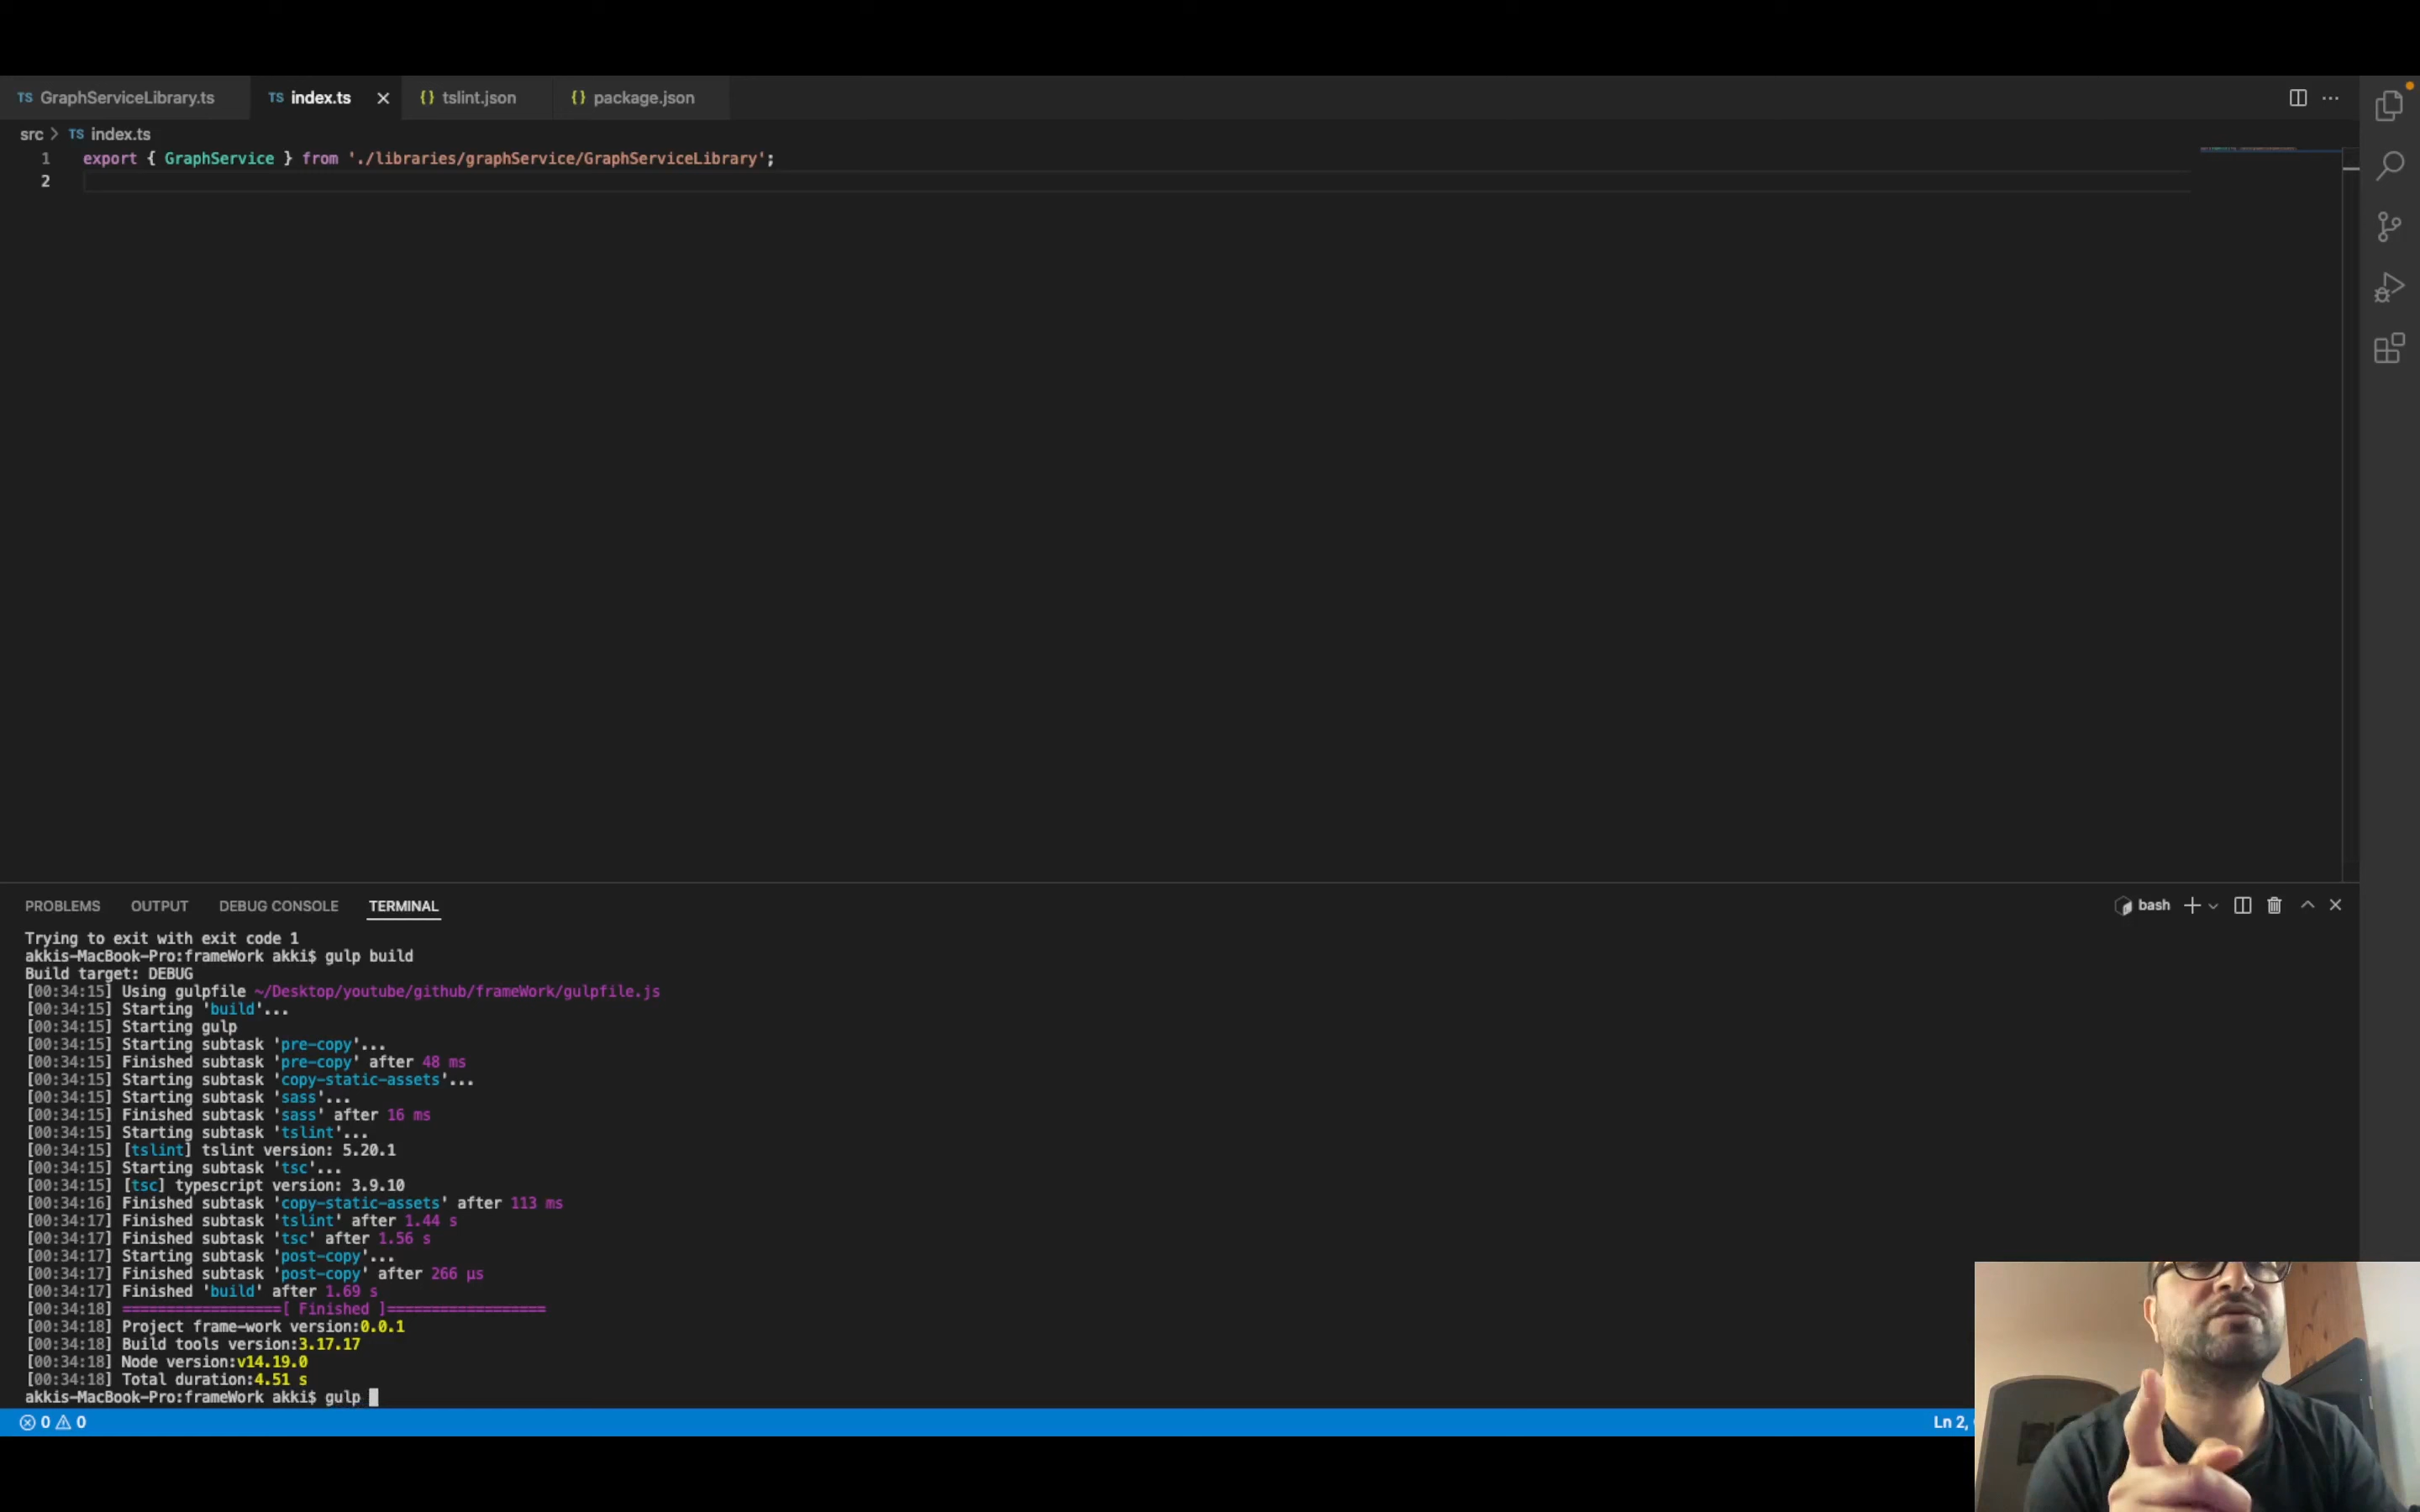 TS GraphServiceLibrary.ts TS index.ts {} tslint.json {} package.json
src > TS index.ts
1 export { GraphService } from './libraries/graphService/GraphServiceLibrary';
2
PROBLEMS OUTPUT DEBUG CONSOLE TERMINAL bash
Trying to exit with exit code 1
akkis-MacBook-Pro:frameWork akki$ gulp build
Build target: DEBUG
[00:34:15] Using gulpfile ~/Desktop/youtube/github/frameWork/gulpfile.js
[00:34:15] Starting 'build'...
[00:34:15] Starting gulp
[00:34:15] Starting subtask 'pre-copy'...
[00:34:15] Finished subtask 'pre-copy' after 48 ms
[00:34:15] Starting subtask 'copy-static-assets'...
[00:34:15] Starting subtask 'sass'...
[00:34:15] Finished subtask 'sass' after 16 ms
[00:34:15] Starting subtask 'tslint'...
[00:34:15] [tslint] tslint version: 5.20.1
[00:34:15] Starting subtask 'tsc'...
[00:34:15] [tsc] typescript version: 3.9.10
[00:34:16] Finished subtask 'copy-static-assets' after 113 ms
[00:34:17] Finished subtask 'tslint' after 1.44 s
[00:34:17] Finished subtask 'tsc' after 1.56 s
[00:34:17] Starting subtask 'post-copy'...
[00:34:17] Finished subtask 'post-copy' after 266 μs
[00:34:17] Finished 'build' after 1.69 s
[00:34:18] ==================[ Finished ]==================
[00:34:18] Project frame-work version:0.0.1
[00:34:18] Build tools version:3.17.17
[00:34:18] Node version:v14.19.0
[00:34:18] Total duration:4.51 s
akkis-MacBook-Pro:frameWork akki$ gulp
0 0 Ln 2,